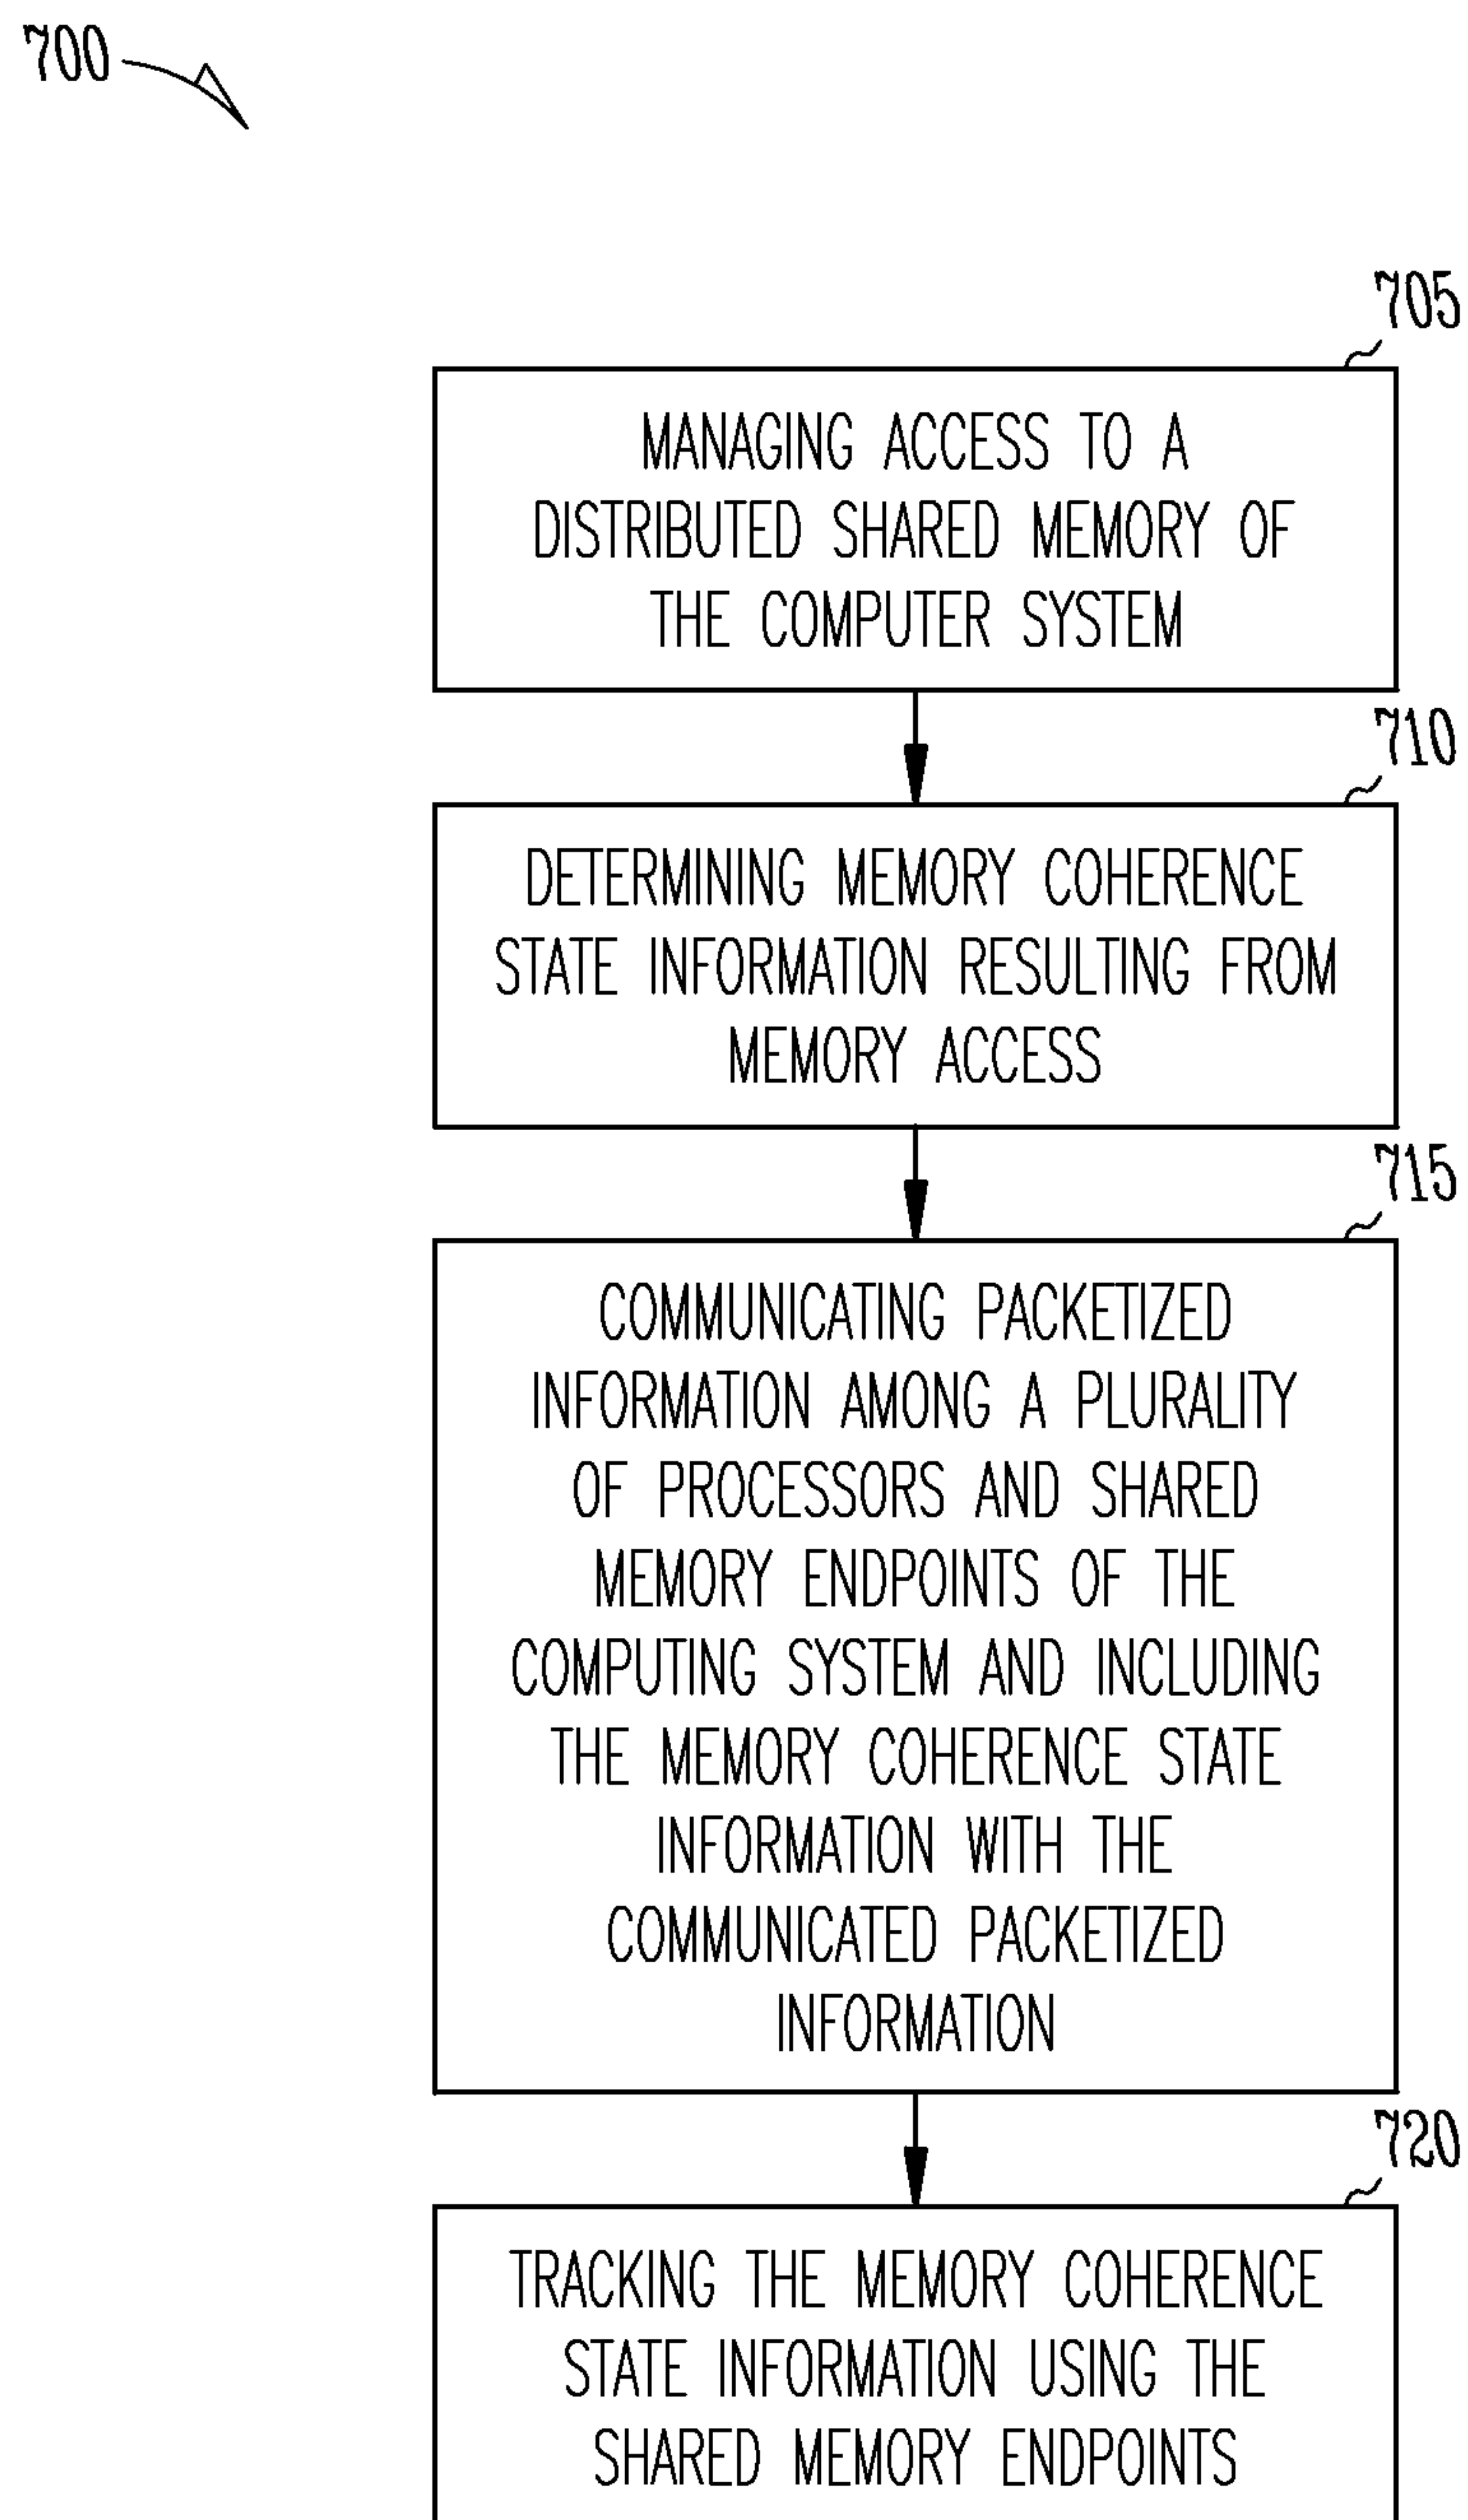 700
705
MANAGING ACCESS TO A
DISTRIBUTED SHARED MEMORY OF
THE COMPUTER SYSTEM
710
DETERMINING MEMORY COHERENCE
STATE INFORMATION RESULTING FROM
MEMORY ACCESS
715
COMMUNICATING PACKETIZED
INFORMATION AMONG A PLURALITY
OF PROCESSORS AND SHARED
MEMORY ENDPOINTS OF THE
COMPUTING SYSTEM AND INCLUDING
THE MEMORY COHERENCE STATE
INFORMATION WITH THE
COMMUNICATED PACKETIZED
INFORMATION
720
TRACKING THE MEMORY COHERENCE
STATE INFORMATION USING THE
SHARED MEMORY ENDPOINTS